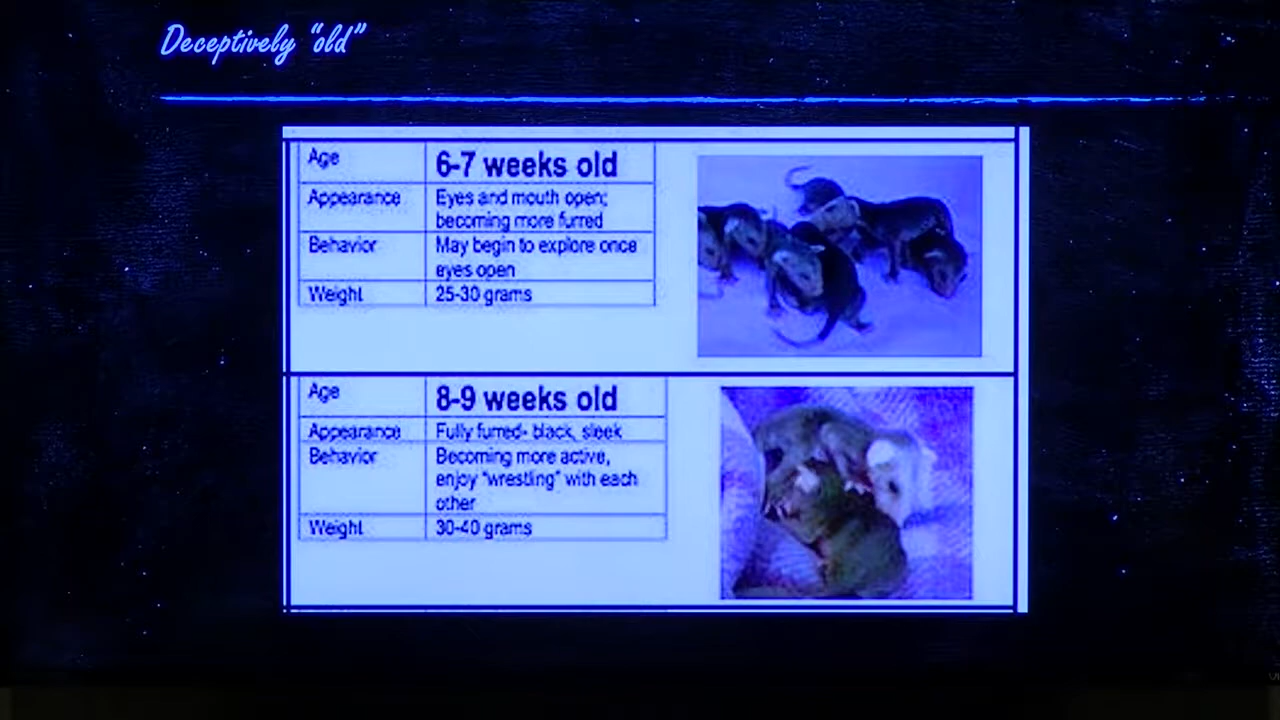 Deceptively "old"
Age 6-7 weeks old
Appearance Eyes and mouth open;
becoming more furred
Behavior May begin to explore once
eyes open
Weight 25-30 grams
Age 8-9 weeks old
Appearance Fully furred- black, sleek
Behavior Becoming more active,
enjoy "wrestling" with each
other
Weight 30-40 grams